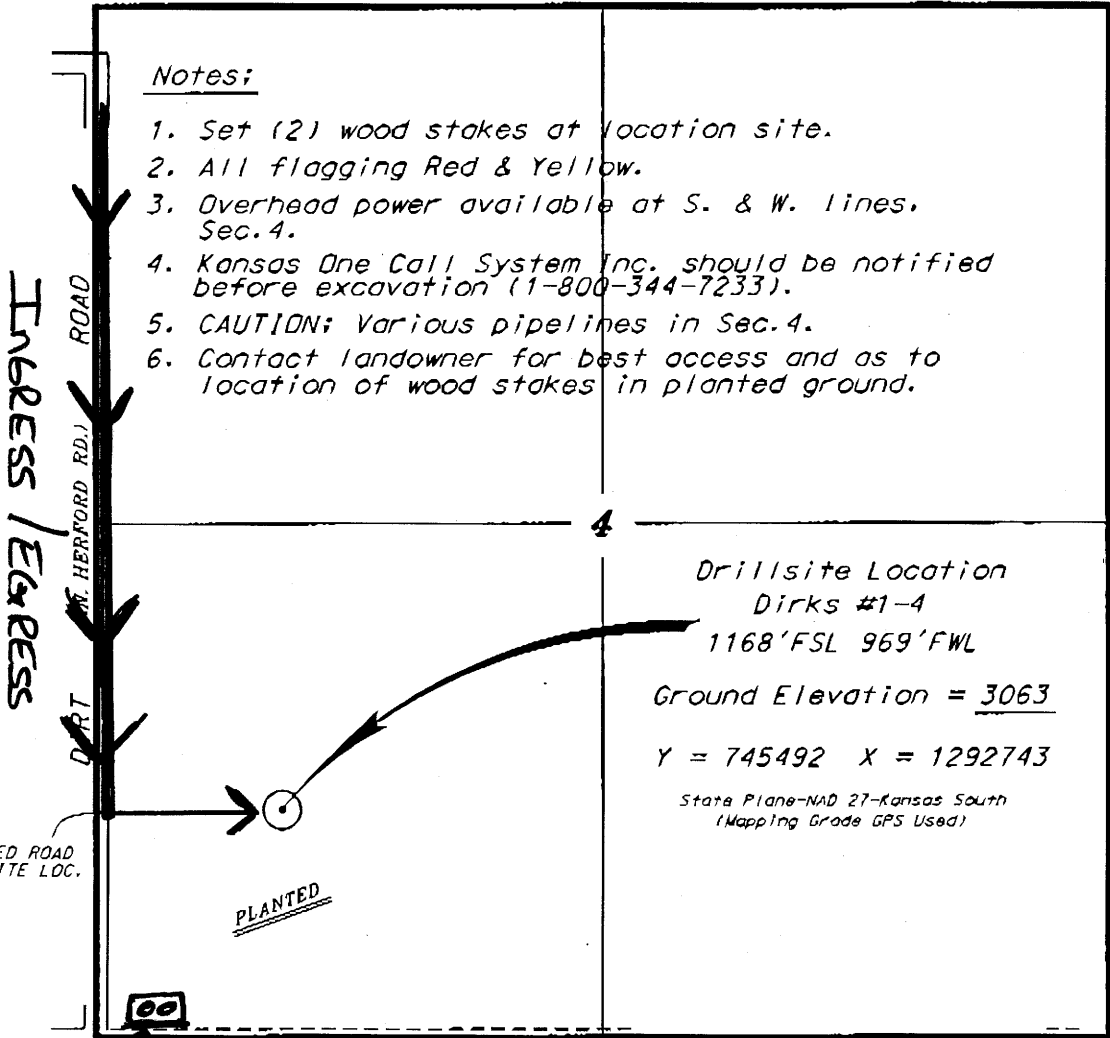 Notes:
1. Set (2) wood stakes at location site.
2. All flagging Red & Yellow.
3. Overhead power available at S. & W. lines,
Sec. 4.
4. Kansas One Call System Inc. should be notified
before excavation (1-800-344-7233).
5. CAUTION: Various pipelines in Sec. 4.
6. Contact landowner for best access and as to
location of wood stakes in planted ground.
InGRESS / EGRESS
DIRT ROAD
(N. HERFORD RD.)
4
Drillsite Location
Dirks #1-4
1168'FSL 969'FWL
Ground Elevation = 3063
Y = 745492 X = 1292743
State Plane-NAD 27-Kansas South
(Mapping Grade GPS Used)
ROAD
LOC.
PLANTED